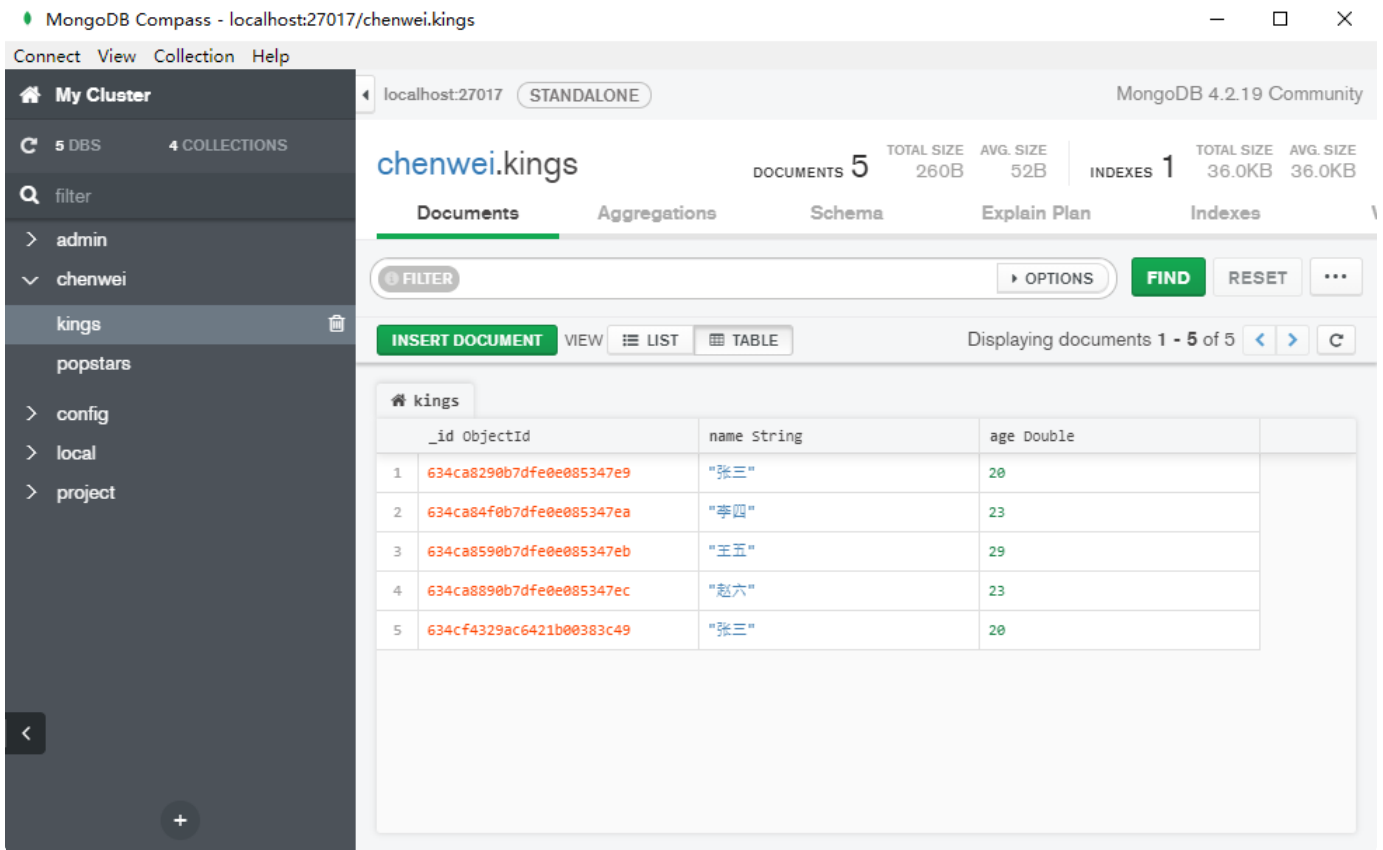 MongoDB Compass - localhost:27017/chenwei.kings
Connect View Collection Help
My Cluster
localhost:27017 STANDALONE
MongoDB 4.2.19 Community
5 DBS 4 COLLECTIONS
filter
admin
chenwei
kings
popstars
config
local
project
chenwei.kings
DOCUMENTS 5 TOTAL SIZE 260B AVG. SIZE 52B INDEXES 1 TOTAL SIZE 36.0KB AVG. SIZE 36.0KB
Documents Aggregations Schema Explain Plan Indexes
FILTER OPTIONS FIND RESET ...
INSERT DOCUMENT VIEW LIST TABLE Displaying documents 1 - 5 of 5
kings
_id ObjectId name String age Double
1 634ca8290b7dfe0e085347e9 "张三" 20
2 634ca84f0b7dfe0e085347ea "李四" 23
3 634ca8590b7dfe0e085347eb "王五" 29
4 634ca8890b7dfe0e085347ec "赵六" 23
5 634cf4329ac6421b00383c49 "张三" 20